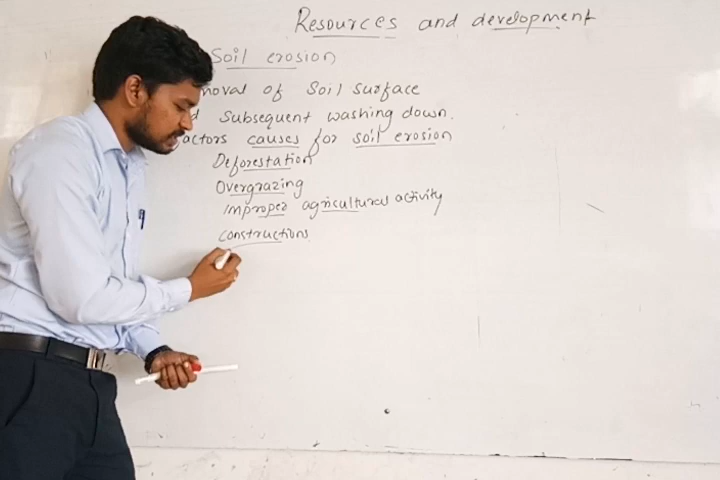 Resources and development
Soil erosion
moval of Soil surface
d subsequent washing down.
actors causes for soil erosion
Deforestation
Overgrazing
Improper agricultural activity
constructions